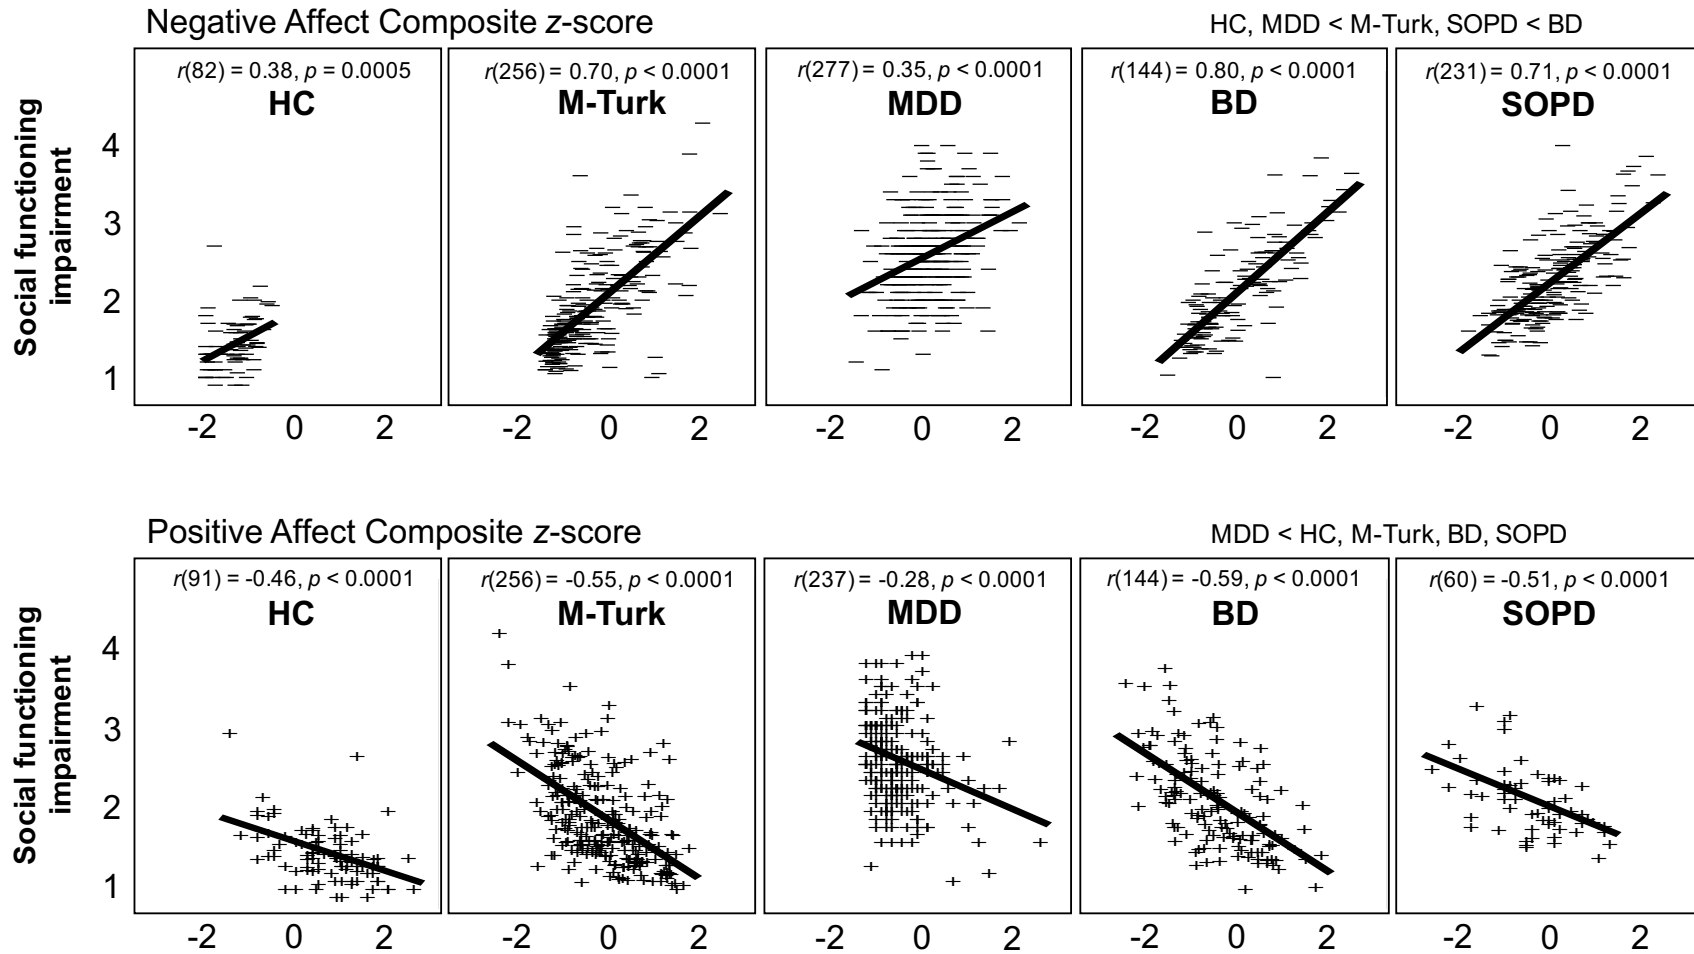 Negative Affect Composite z-score
HC, MDD < M-Turk, SOPD < BD
Social functioning
impairment
4
3
2
1
r(82) = 0.38, p = 0.0005
HC
-2 0 2
r(256) = 0.70, p < 0.0001
M-Turk
-2 0 2
r(277) = 0.35, p < 0.0001
MDD
-2 0 2
r(144) = 0.80, p < 0.0001
BD
-2 0 2
r(231) = 0.71, p < 0.0001
SOPD
-2 0 2
Positive Affect Composite z-score
MDD < HC, M-Turk, BD, SOPD
Social functioning
impairment
4
3
2
1
r(91) = -0.46, p < 0.0001
HC
-2 0 2
r(256) = -0.55, p < 0.0001
M-Turk
-2 0 2
r(237) = -0.28, p < 0.0001
MDD
-2 0 2
r(144) = -0.59, p < 0.0001
BD
-2 0 2
r(60) = -0.51, p < 0.0001
SOPD
-2 0 2